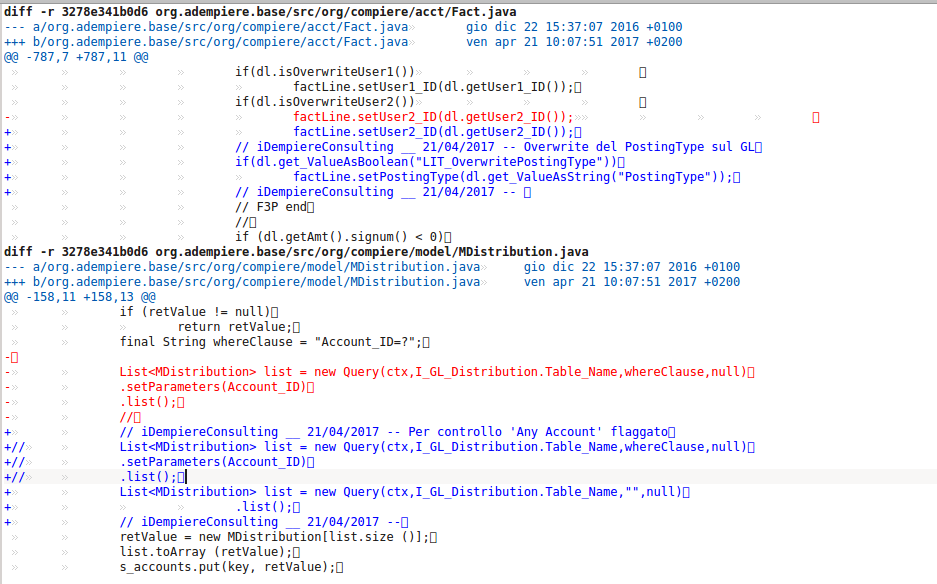 diff -r 3278e341b0d6 org.adempiere.base/src/org/compiere/acct/Fact.java
--- a/org.adempiere.base/src/org/compiere/acct/Fact.java» gio dic 22 15:37:07 2016 +0100
+++ b/org.adempiere.base/src/org/compiere/acct/Fact.java» ven apr 21 10:07:51 2017 +0200
@@ -787,7 +787,11 @@
 » » » » if(dl.isOverwriteUser1())» » » »
 » » » » » factLine.setUser1_ID(dl.getUser1_ID());
 » » » » if(dl.isOverwriteUser2())» » » »
-» » » » » factLine.setUser2_ID(dl.getUser2_ID());»» » » »
+» » » » » factLine.setUser2_ID(dl.getUser2_ID());
+» » » » // iDempiereConsulting __ 21/04/2017 -- Overwrite del PostingType sul GL
+» » » » if(dl.get_ValueAsBoolean("LIT_OverwritePostingType"))
+» » » » » factLine.setPostingType(dl.get_ValueAsString("PostingType"));
+» » » » // iDempiereConsulting __ 21/04/2017 --
 » » » » // F3P end
 » » » » //
 » » » » if (dl.getAmt().signum() < 0)
diff -r 3278e341b0d6 org.adempiere.base/src/org/compiere/model/MDistribution.java
--- a/org.adempiere.base/src/org/compiere/model/MDistribution.java» gio dic 22 15:37:07 2016 +0100
+++ b/org.adempiere.base/src/org/compiere/model/MDistribution.java» ven apr 21 10:07:51 2017 +0200
@@ -158,11 +158,13 @@
 » » if (retValue != null)
 » » » return retValue;
 » » final String whereClause = "Account_ID=?";
-
-» » List<MDistribution> list = new Query(ctx,I_GL_Distribution.Table_Name,whereClause,null)
-» » .setParameters(Account_ID)
-» » .list();
-» » //
+» » // iDempiereConsulting __ 21/04/2017 -- Per controllo 'Any Account' flaggato
+//» » List<MDistribution> list = new Query(ctx,I_GL_Distribution.Table_Name,whereClause,null)
+//» » .setParameters(Account_ID)
+//» » .list();
+» » List<MDistribution> list = new Query(ctx,I_GL_Distribution.Table_Name,"",null)
+» » » » .list();
+» » // iDempiereConsulting __ 21/04/2017 --
 » » retValue = new MDistribution[list.size ()];
 » » list.toArray (retValue);
 » » s_accounts.put(key, retValue);